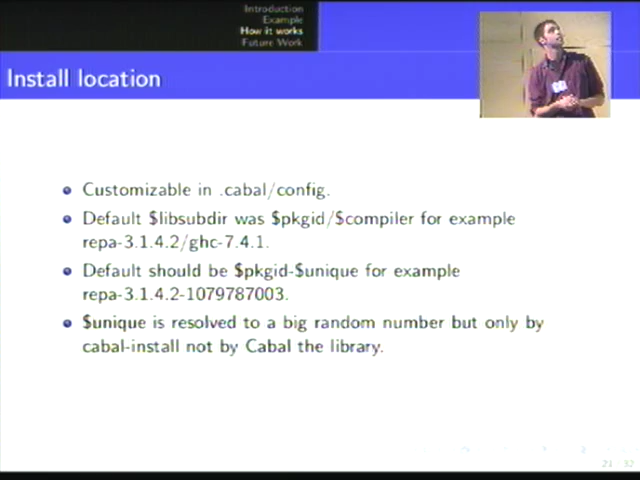 Introduction
Example
How it works
Future Work
Install location
Customizable in .cabal/config.
Default $libsubdir was $pkgid/$compiler for example
repa-3.1.4.2/ghc-7.4.1.
Default should be $pkgid-$unique for example
repa-3.1.4.2-1079787003.
$unique is resolved to a big random number but only by
cabal-install not by Cabal the library.
21 32